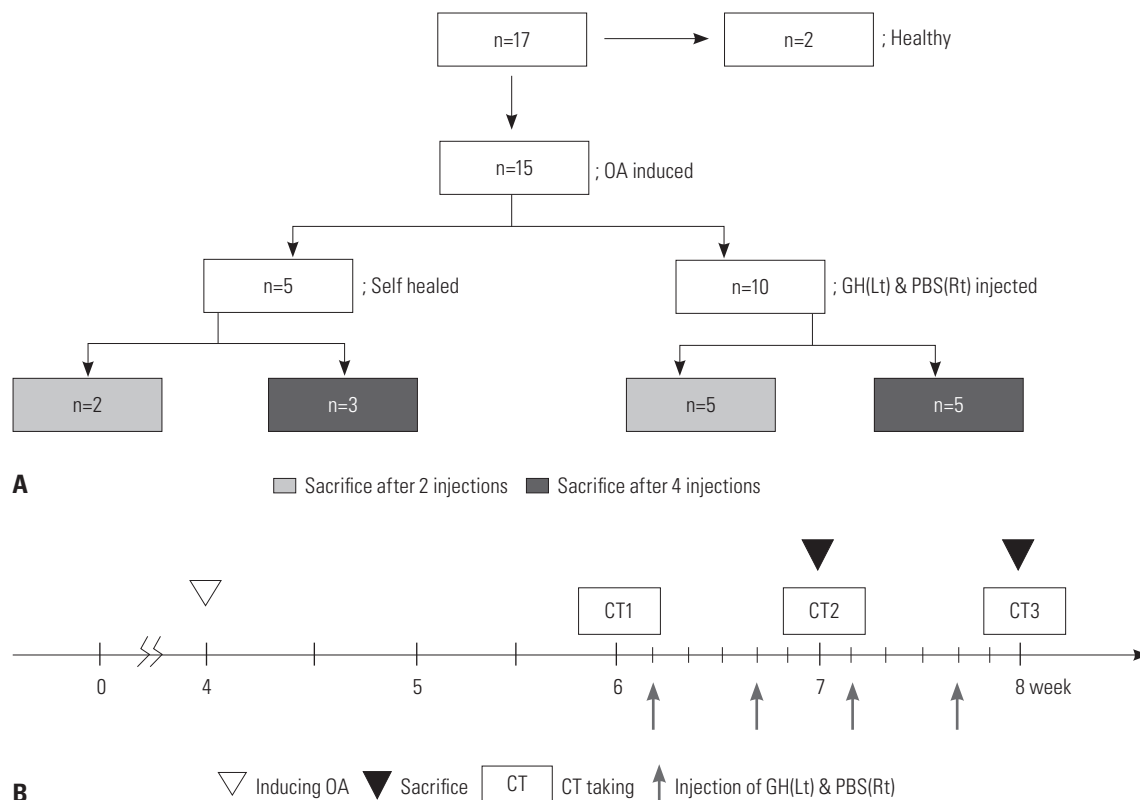 n=17
n=2
; Healthy
n=15
; OA induced
n=5
; Self healed
n=10
; GH(Lt) & PBS(Rt) injected
n=2
n=3
n=5
n=5
A
Sacrifice after 2 injections
Sacrifice after 4 injections
CT1
CT2
CT3
0
4
5
6
7
8 week
B
Inducing OA
Sacrifice
CT
CT taking
Injection of GH(Lt) & PBS(Rt)